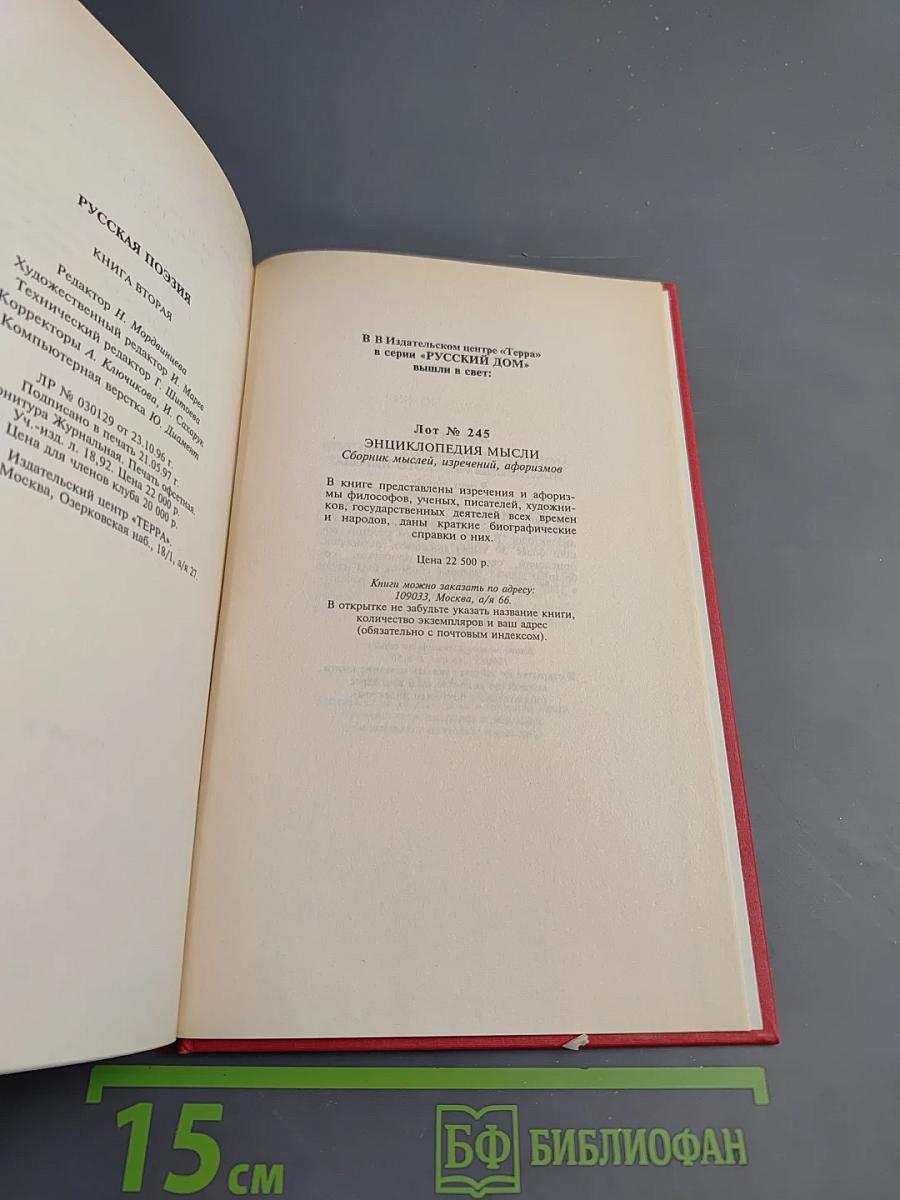 РУССКАЯ ПОЭЗИЯ
КНИГА ВТОРАЯ
Редактор Н. Мордвинцева
Художественный редактор И. Марев
Технический редактор Г. Шитоева
Корректоры А. Ключикова, И. Сахарук
Компьютерная верстка Ю. Диамент
ЛР № 030129 от 23.10.96 г.
Подписано в печать 21.05.97 г.
Журнальная. Печать офсетная.
Уч.-изд. л. 18,92. Цена 22 000 р.
Цена для членов клуба 20 000 р.
Издательский центр «ТЕРРА».
Москва, Озерковская наб., 18/1, а/я 27.
В В Издательском центре «Терра»
в серии «РУССКИЙ ДОМ»
вышли в свет:
Лот № 245
ЭНЦИКЛОПЕДИЯ МЫСЛИ
Сборник мыслей, изречений, афоризмов
В книге представлены изречения и афориз-
мы философов, ученых, писателей, художни-
ков, государственных деятелей всех времен
и народов, даны краткие биографические
справки о них.
Цена 22 500 р.
Книги можно заказать по адресу:
109033, Москва, а/я 66.
В открытке не забудьте указать название книги,
количество экземпляров и ваш адрес
(обязательно с почтовым индексом).
15 см
БФ БИБЛИОФАН